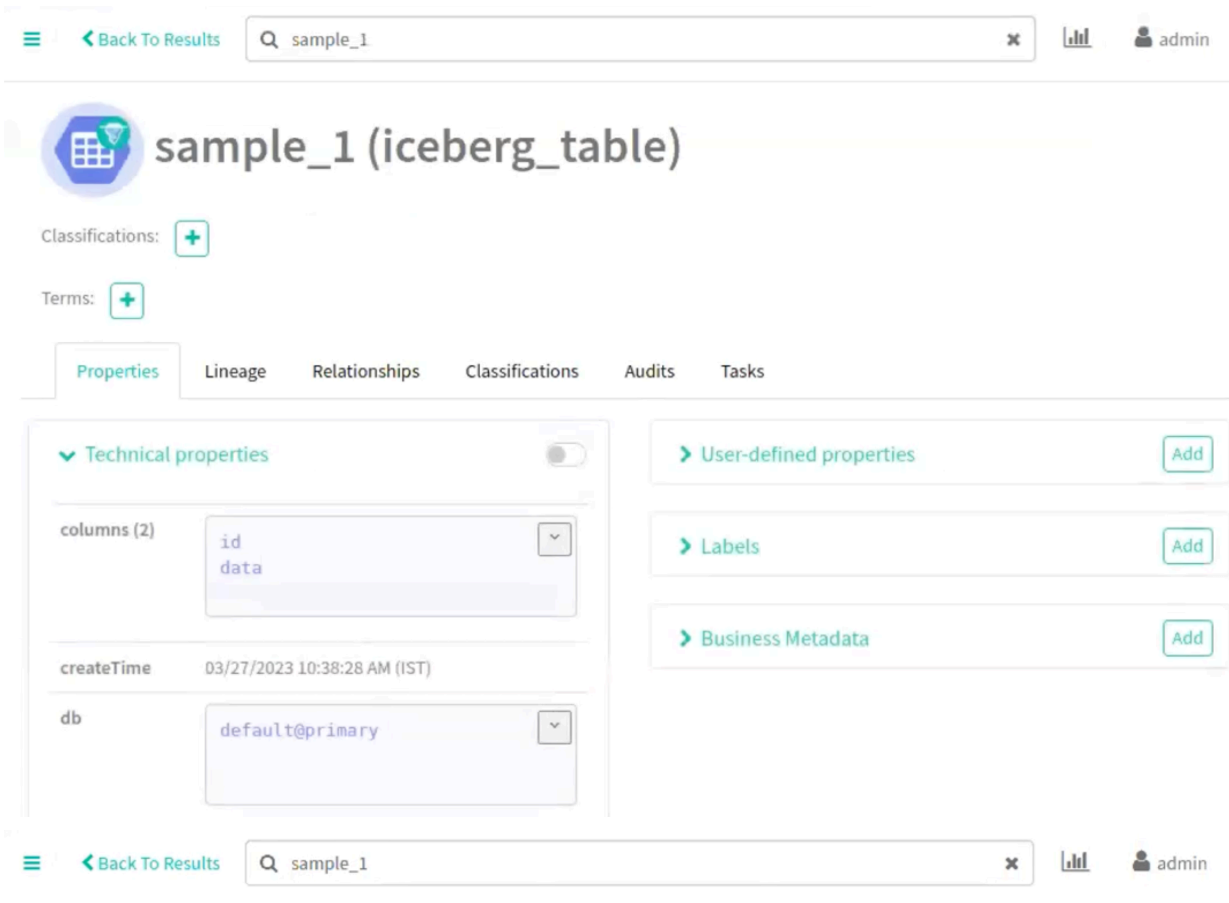 Back To Results
sample_1
admin
sample_1 (iceberg_table)
Classifications:
Terms:
Properties Lineage Relationships Classifications Audits Tasks
Technical properties
columns (2)
id
data
createTime 03/27/2023 10:38:28 AM (IST)
db
default@primary
User-defined properties Add
Labels Add
Business Metadata Add
Back To Results
sample_1
admin